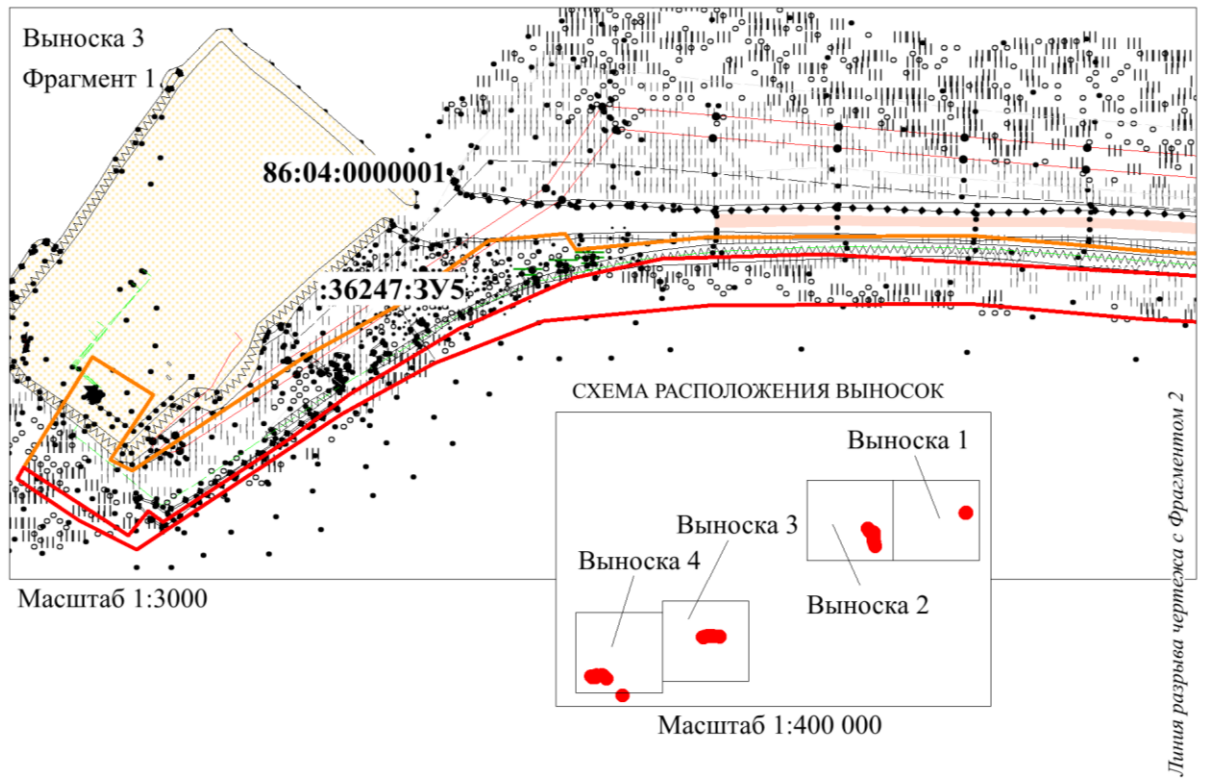 Выноска 3
Фрагмент 1
86:04:0000001
:36247:ЗУ5
СХЕМА РАСПОЛОЖЕНИЯ ВЫНОСОК
Выноска 1
Выноска 3
Выноска 4
Выноска 2
Масштаб 1:3000
Масштаб 1:400 000
Линия разрыва чертежа с Фрагментом 2